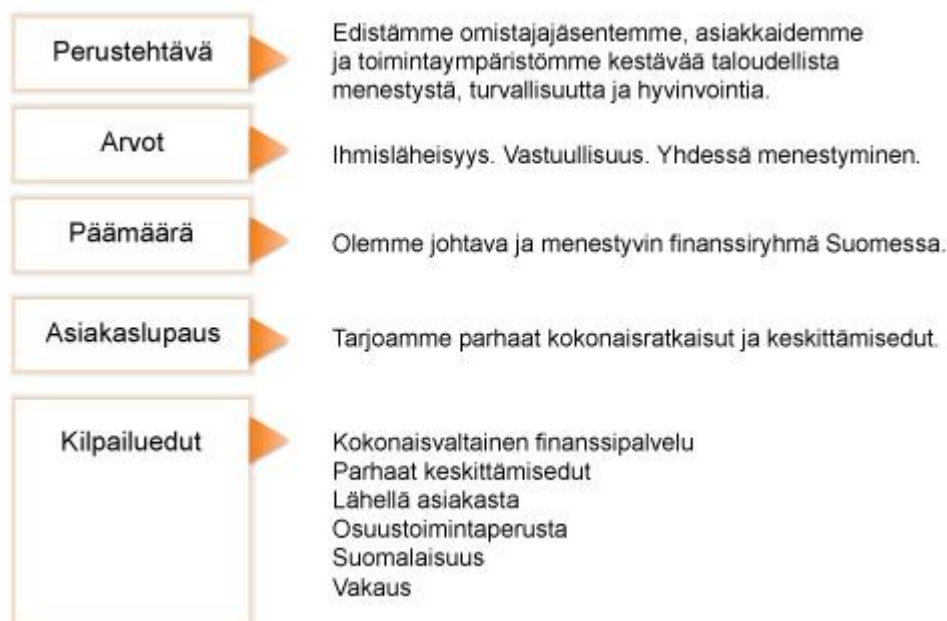 Perustehtävä
Edistämme omistajajäsentemme, asiakkaidemme
ja toimintaympäristömme kestävää taloudellista
menestystä, turvallisuutta ja hyvinvointia.
Arvot
Ihmisläheisyys. Vastuullisuus. Yhdessä menestyminen.
Päämäärä
Olemme johtava ja menestyvin finanssiryhmä Suomessa.
Asiakaslupaus
Tarjoamme parhaat kokonaisratkaisut ja keskittämisedut.
Kilpailuedut
Kokonaisvaltainen finanssipalvelu
Parhaat keskittämisedut
Lähellä asiakasta
Osuustoimintaperusta
Suomalaisuus
Vakaus